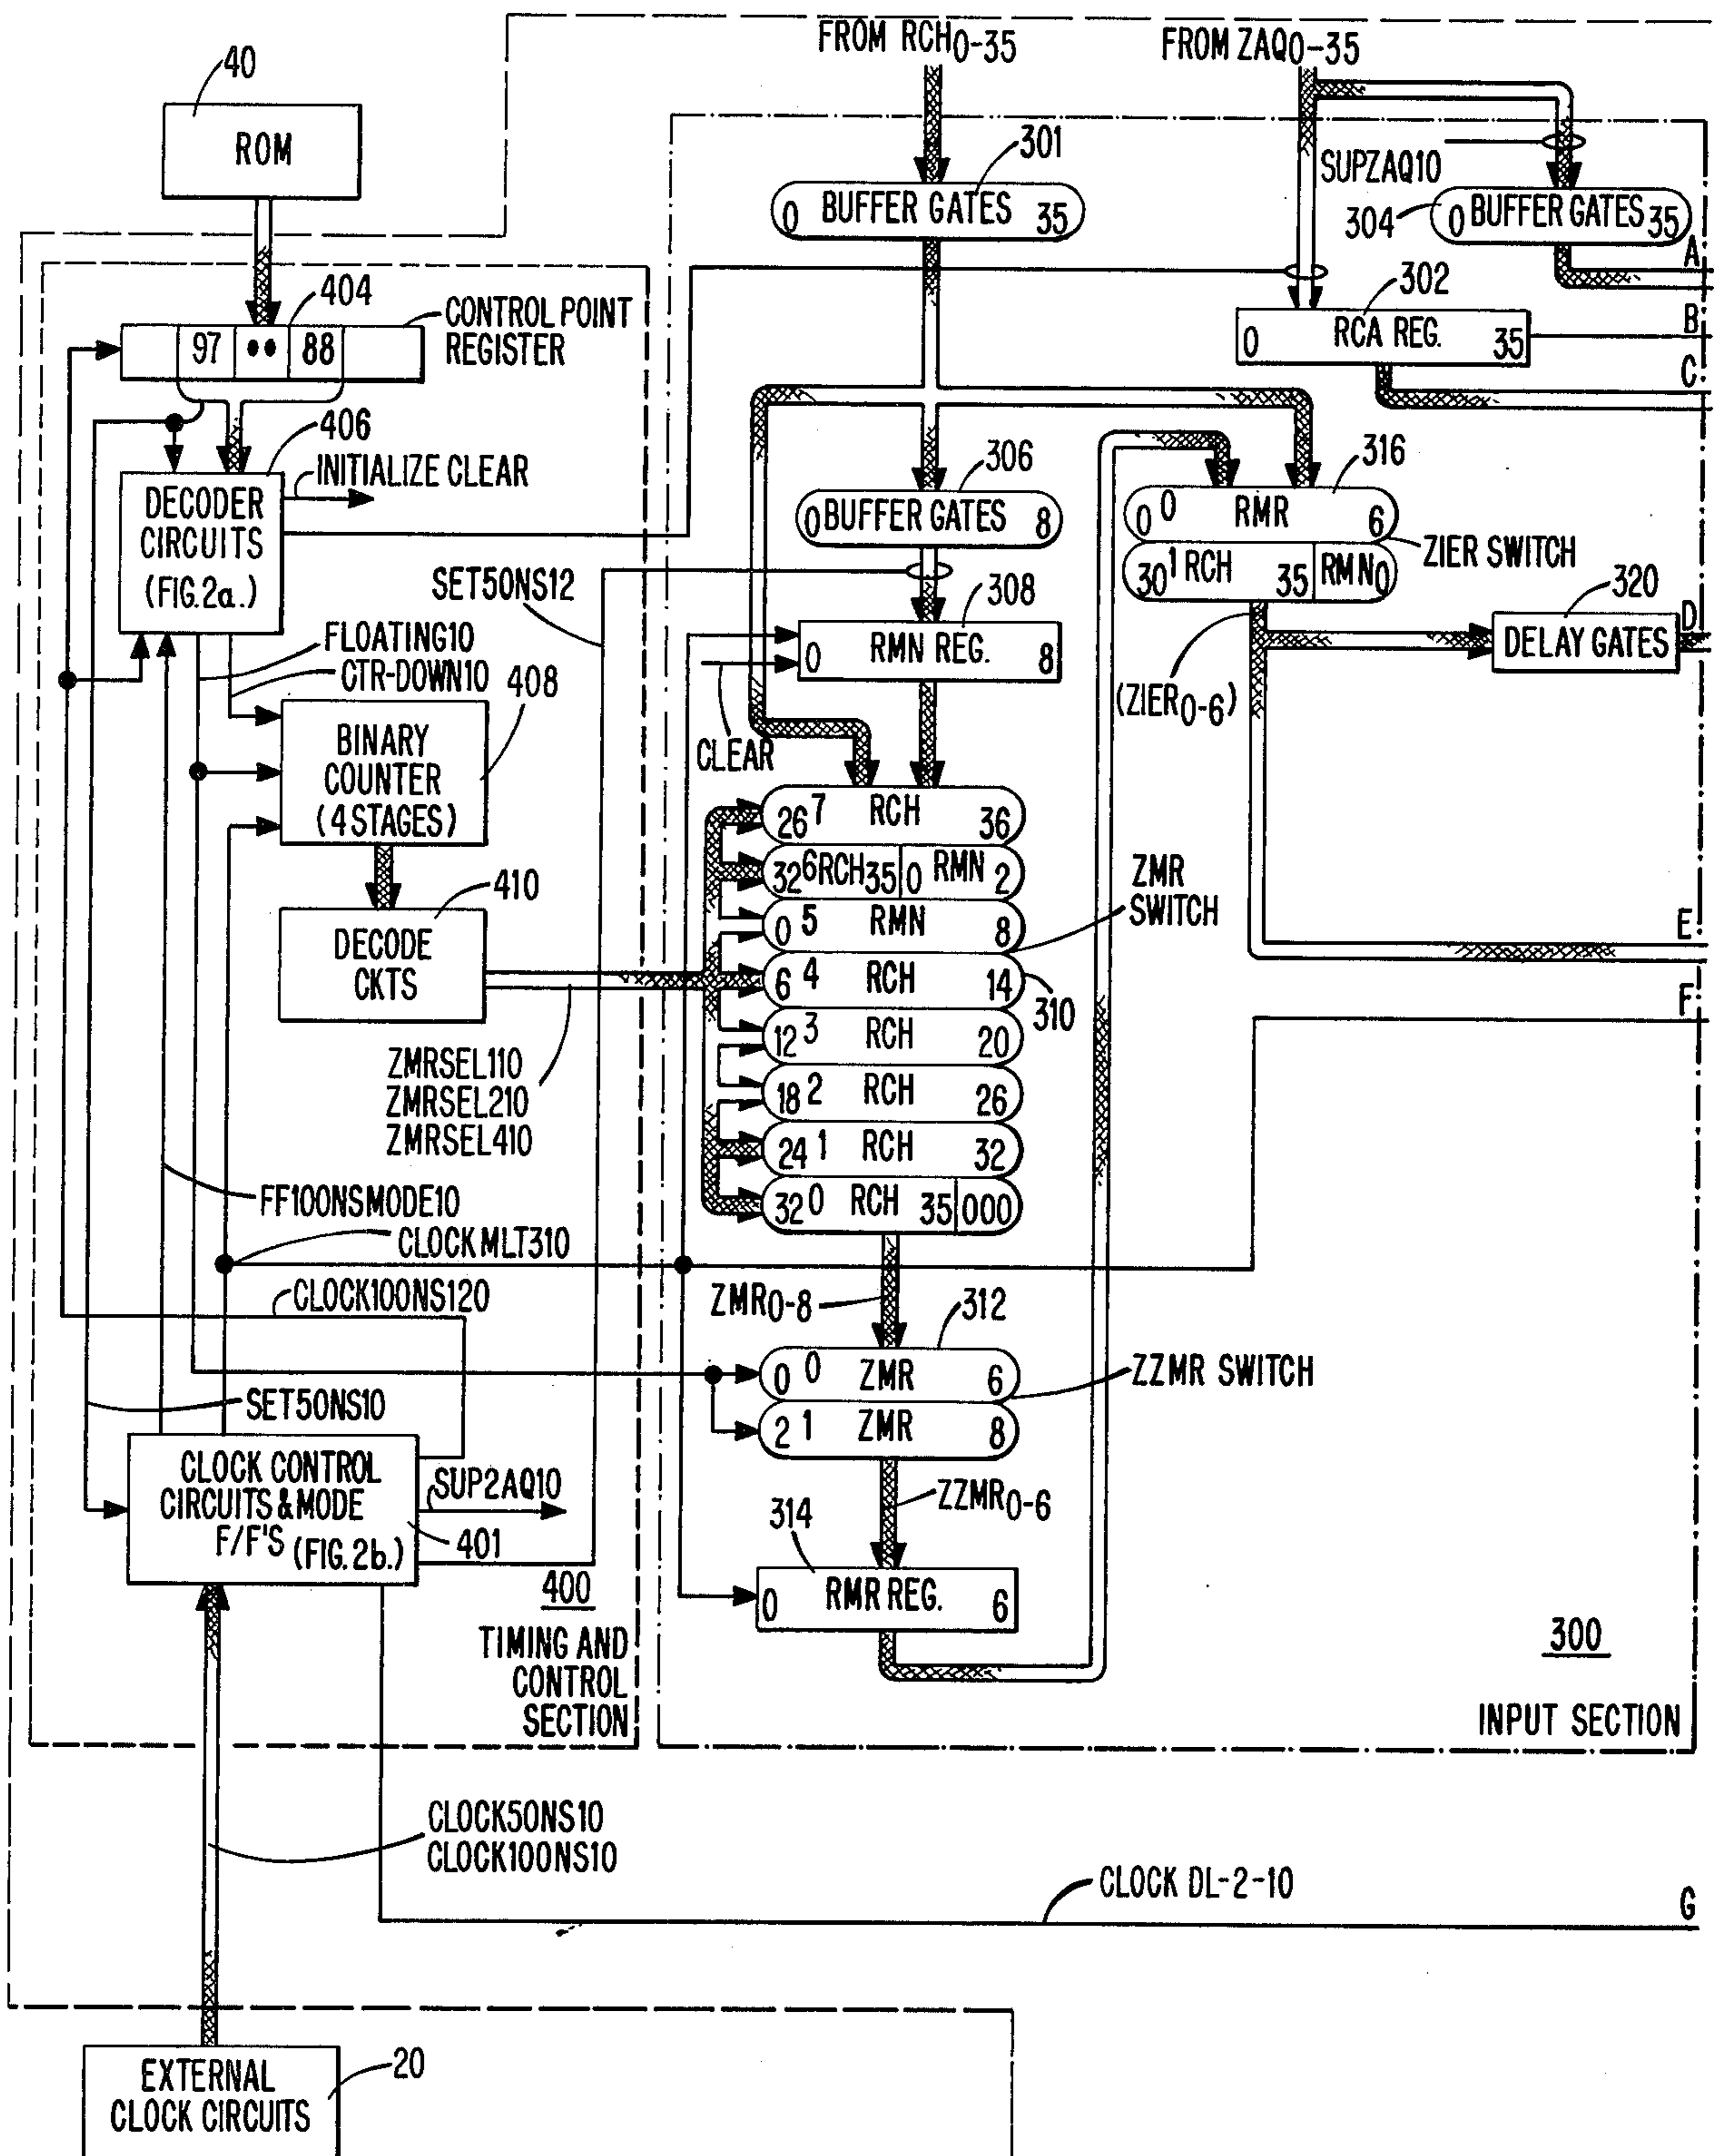 FROM RCH0-35
FROM ZAQ0-35
40
ROM
301
0 BUFFER GATES 35
SUPZAQ10
304
0 BUFFER GATES 35
A
404
CONTROL POINT
REGISTER
97 •• 88
302
0 RCA REG. 35
B
C
406
INITIALIZE CLEAR
DECODER
CIRCUITS
(FIG.2a.)
306
0 BUFFER GATES 8
316
0 0 RMR 6
30 1 RCH 35 RMN 0
ZIER SWITCH
SET50NS12
308
0 RMN REG. 8
320
DELAY GATES
D
FLOATING10
CTR-DOWN10
408
(ZIER0-6)
CLEAR
BINARY
COUNTER
(4 STAGES)
26 7 RCH 36
32 6 RCH 35 0 RMN 2
0 5 RMN 8
6 4 RCH 14
12 3 RCH 20
18 2 RCH 26
24 1 RCH 32
32 0 RCH 35 000
ZMR
SWITCH
310
E
F
410
DECODE
CKTS
ZMRSEL110
ZMRSEL210
ZMRSEL410
FF100NSMODE10
CLOCKMLT310
CLOCK100NS120
ZMR0-8
312
0 0 ZMR 6
2 1 ZMR 8
ZZMR SWITCH
SET50NS10
CLOCK CONTROL
CIRCUITS & MODE
F/F'S (FIG.2b.)
401
SUP2AQ10
ZZMR0-6
314
0 RMR REG. 6
400
TIMING AND
CONTROL
SECTION
300
INPUT SECTION
CLOCK50NS10
CLOCK100NS10
CLOCK DL-2-10
G
20
EXTERNAL
CLOCK CIRCUITS